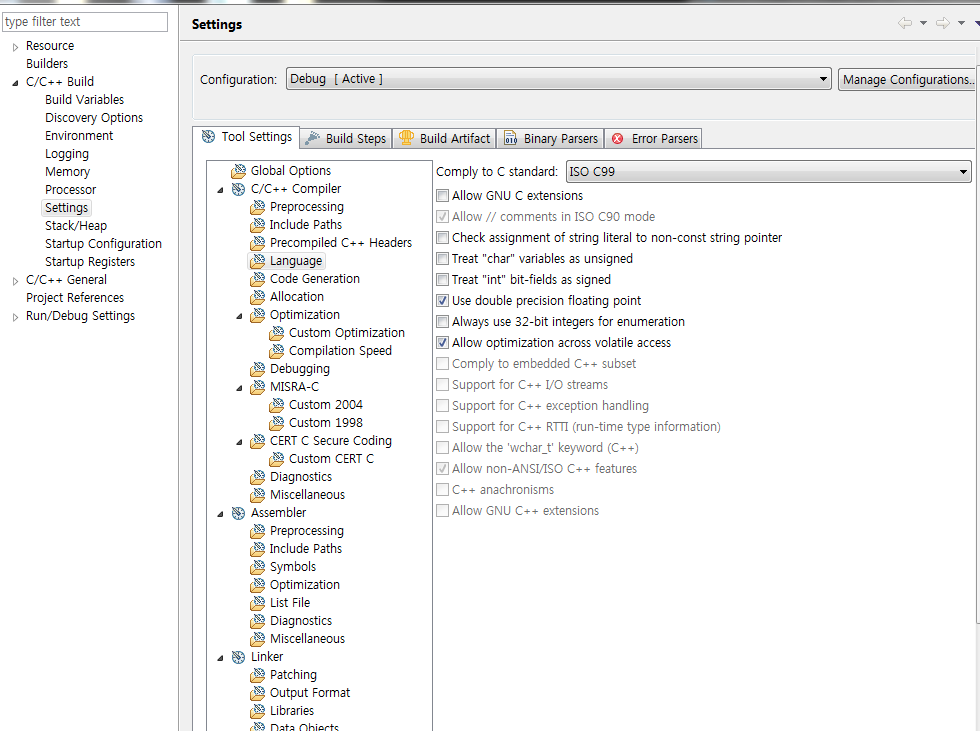 type filter text
Resource
Builders
C/C++ Build
Build Variables
Discovery Options
Environment
Logging
Memory
Processor
Settings
Stack/Heap
Startup Configuration
Startup Registers
C/C++ General
Project References
Run/Debug Settings
Settings
Configuration: Debug [ Active ] Manage Configurations..
Tool Settings Build Steps Build Artifact Binary Parsers Error Parsers
Global Options
C/C++ Compiler
Preprocessing
Include Paths
Precompiled C++ Headers
Language
Code Generation
Allocation
Optimization
Custom Optimization
Compilation Speed
Debugging
MISRA-C
Custom 2004
Custom 1998
CERT C Secure Coding
Custom CERT C
Diagnostics
Miscellaneous
Assembler
Preprocessing
Include Paths
Symbols
Optimization
List File
Diagnostics
Miscellaneous
Linker
Patching
Output Format
Libraries
Data Objects
Comply to C standard: ISO C99
Allow GNU C extensions
Allow // comments in ISO C90 mode
Check assignment of string literal to non-const string pointer
Treat "char" variables as unsigned
Treat "int" bit-fields as signed
Use double precision floating point
Always use 32-bit integers for enumeration
Allow optimization across volatile access
Comply to embedded C++ subset
Support for C++ I/O streams
Support for C++ exception handling
Support for C++ RTTI (run-time type information)
Allow the 'wchar_t' keyword (C++)
Allow non-ANSI/ISO C++ features
C++ anachronisms
Allow GNU C++ extensions